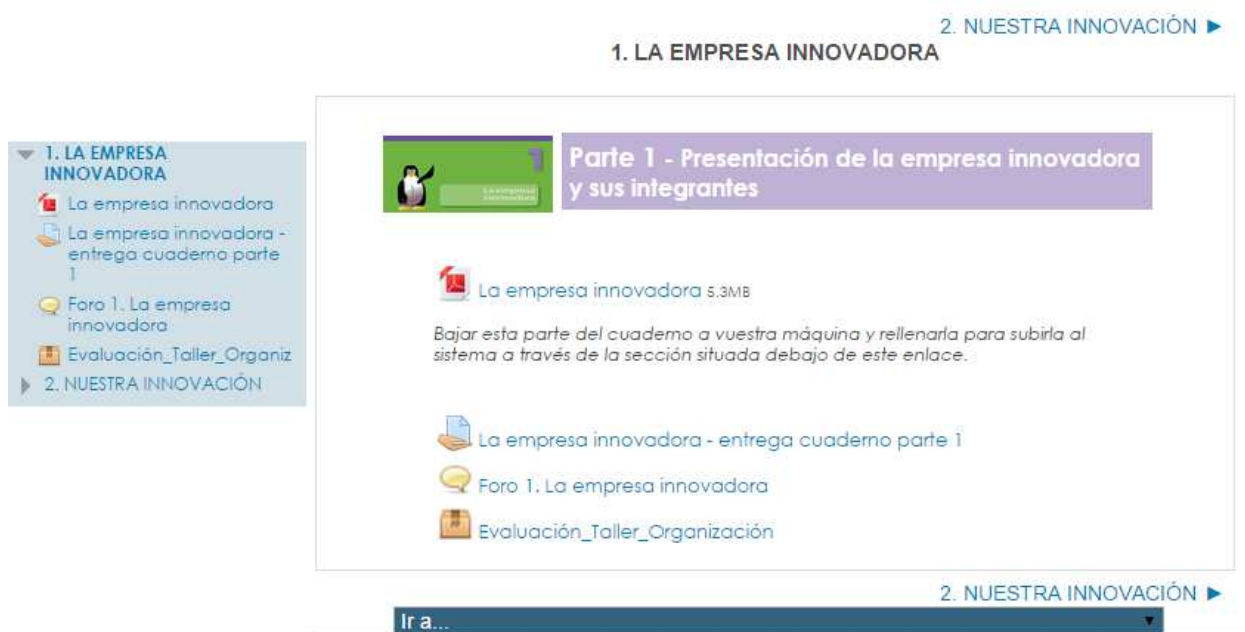 2. NUESTRA INNOVACIÓN ►
1. LA EMPRESA INNOVADORA
1. LA EMPRESA
INNOVADORA
La empresa innovadora
La empresa innovadora -
entrega cuaderno parte
1
Foro 1. La empresa
innovadora
Evaluación_Taller_Organiz
2. NUESTRA INNOVACIÓN
1
La empresa
innovadora
Parte 1 - Presentación de la empresa innovadora
y sus integrantes
La empresa innovadora 5.3MB
Bajar esta parte del cuaderno a vuestra máquina y rellenarla para subirla al
sistema a través de la sección situada debajo de este enlace.
La empresa innovadora - entrega cuaderno parte 1
Foro 1. La empresa innovadora
Evaluación_Taller_Organización
2. NUESTRA INNOVACIÓN ►
Ir a...